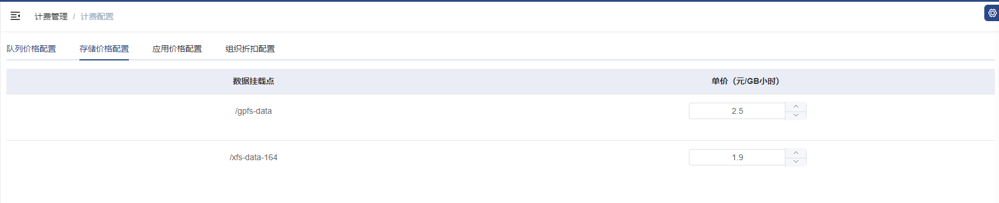 计费管理 / 计费配置
队列价格配置 存储价格配置 应用价格配置 组织折扣配置
数据挂载点 单价（元/GB小时）
/gpfs-data 2.5
/xfs-data-164 1.9